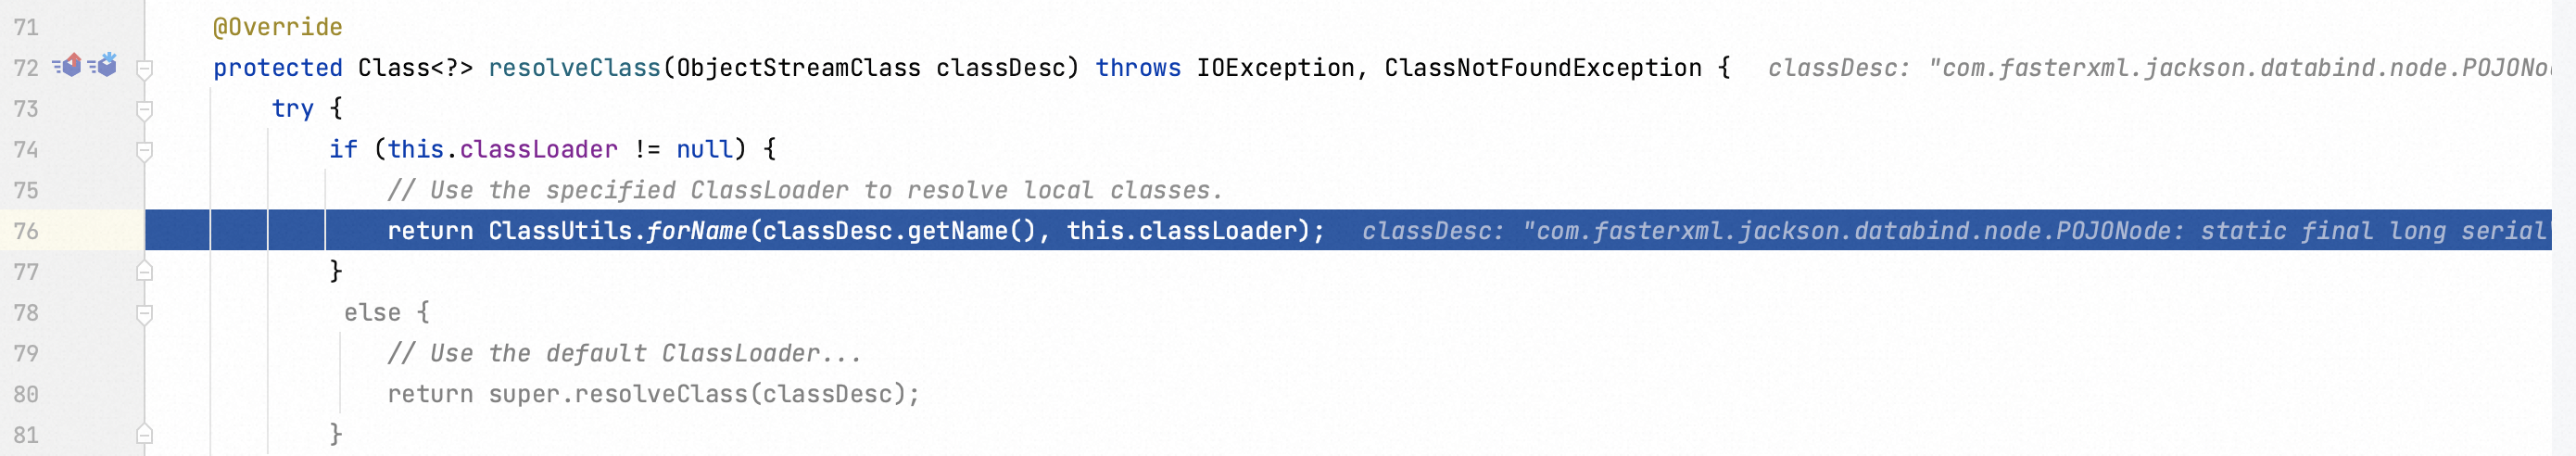 71 @Override
72 protected Class<?> resolveClass(ObjectStreamClass classDesc) throws IOException, ClassNotFoundException { classDesc: "com.fasterxml.jackson.databind.node.POJONo
73 try {
74 if (this.classLoader != null) {
75 // Use the specified ClassLoader to resolve local classes.
76 return ClassUtils.forName(classDesc.getName(), this.classLoader); classDesc: "com.fasterxml.jackson.databind.node.POJONode: static final long serial
77 }
78 else {
79 // Use the default ClassLoader...
80 return super.resolveClass(classDesc);
81 }